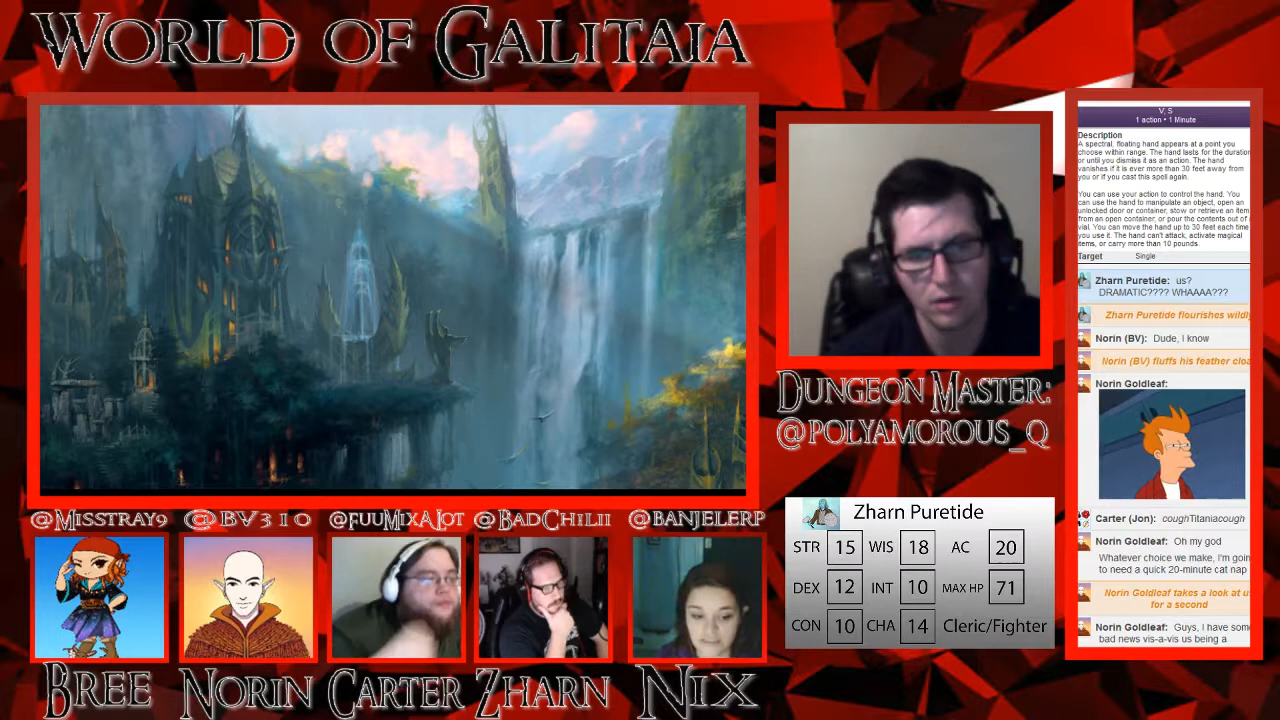 WORLD OF GALITAIA
V, S
1 action • 1 Minute
Description
A spectral, floating hand appears at a point you
choose within range. The hand lasts for the duration
or until you dismiss it as an action. The hand
vanishes if it is ever more than 30 feet away from
you or if you cast this spell again.
You can use your action to control the hand. You
can use the hand to manipulate an object, open an
unlocked door or container, stow or retrieve an item
from an open container, or pour the contents out of a
vial. You can move the hand up to 30 feet each time
you use it. The hand can't attack, activate magical
items, or carry more than 10 pounds.
Target Single
Zharn Puretide: us?
DRAMATIC???? WHAAAA???
Zharn Puretide flourishes wildly
Norin (BV): Dude, I know
Norin (BV) fluffs his feather cloa
Norin Goldleaf:
Carter (Jon): coughTitaniacough
Norin Goldleaf: Oh my god
Whatever choice we make, I'm goin
to need a quick 20-minute cat nap
Norin Goldleaf takes a look at us
for a second
Norin Goldleaf: Guys, I have some
bad news vis-a-vis us being a
DUNGEON MASTER:
@POLYAMOROUS_Q
Zharn Puretide
STR 15 WIS 18 AC 20
DEX 12 INT 10 MAX HP 71
CON 10 CHA 14 Cleric/Fighter
@MISSTRAY9 @BV310 @FUUMIXALOT @BADCHILII @BANJELERP
BREE NORIN CARTER ZHARN NIX